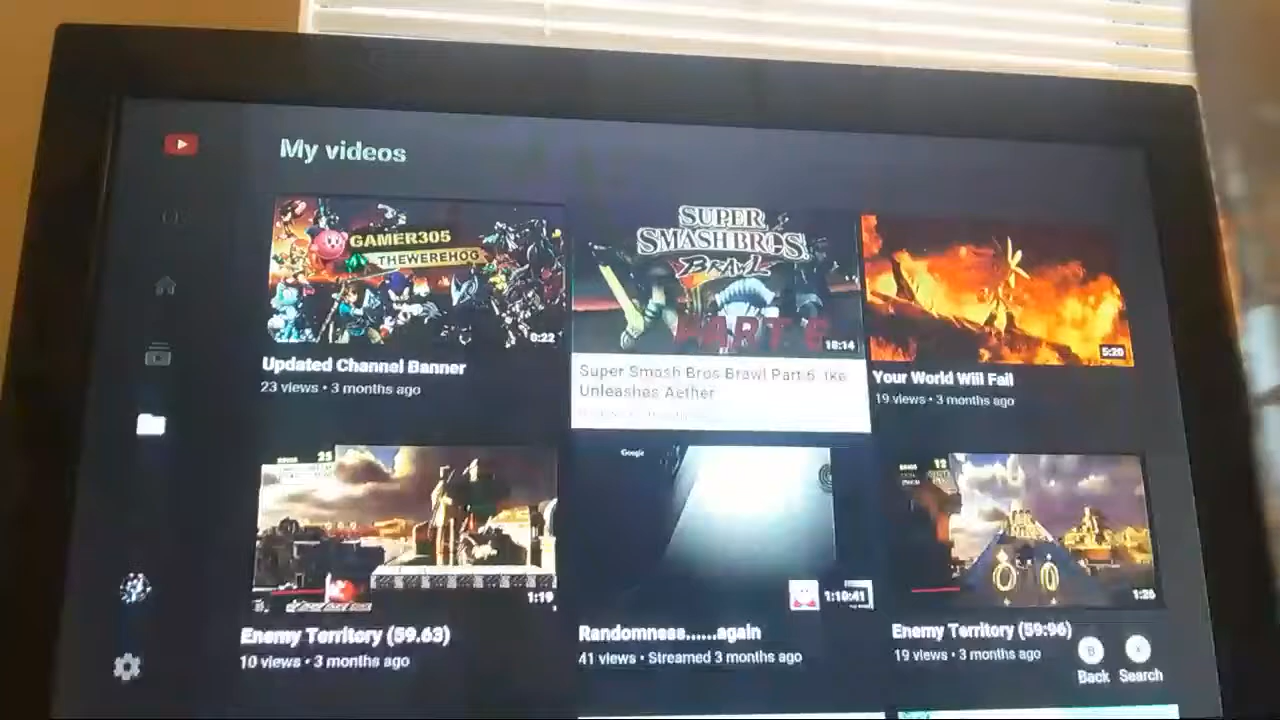 My videos
GAMER305
THEWEREHOG
0:22
Updated Channel Banner
23 views • 3 months ago
SUPER
SMASH BROS.
BRAWL
PART 6
18:14
Super Smash Bros Brawl Part 6 Ike
Unleashes Aether
5:20
Your World Will Fail
19 views • 3 months ago
25
1:19
Enemy Territory (59.63)
10 views • 3 months ago
Google
1:10:41
Randomness......again
41 views • Streamed 3 months ago
12
1:26
Enemy Territory (59:96)
19 views • 3 months ago
B
Back
X
Search